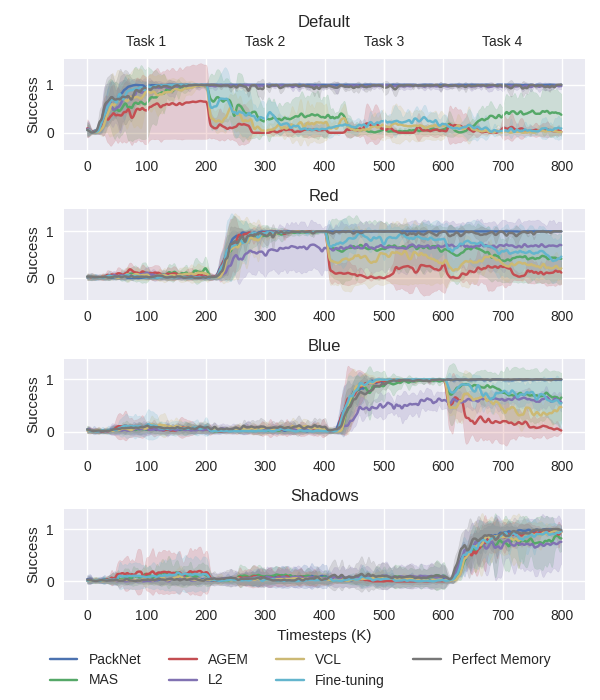 Default
Task 1 Task 2 Task 3 Task 4
Success
1
0
0 100 200 300 400 500 600 700 800
Red
Success
1
0
0 100 200 300 400 500 600 700 800
Blue
Success
1
0
0 100 200 300 400 500 600 700 800
Shadows
Success
1
0
0 100 200 300 400 500 600 700 800
Timesteps (K)
PackNet AGEM VCL Perfect Memory
MAS L2 Fine-tuning